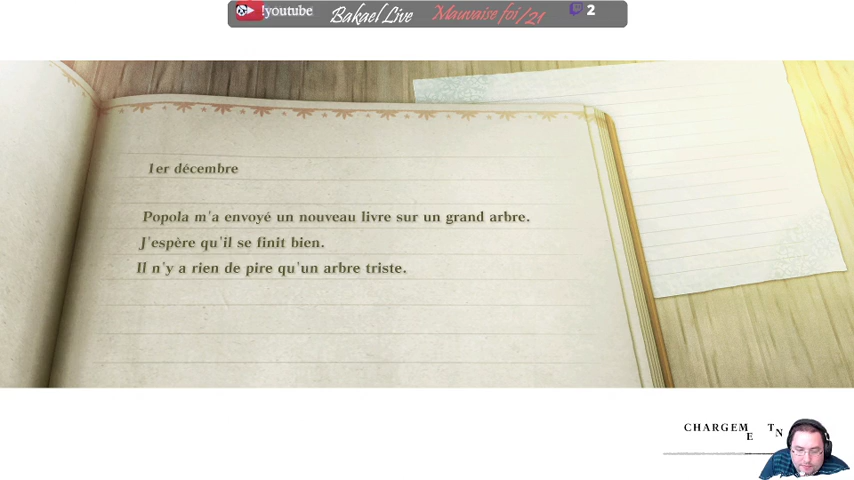 !youtube Bakael Live Mauvaise foi /21 2
1er décembre
Popola m'a envoyé un nouveau livre sur un grand arbre.
J'espère qu'il se finit bien.
Il n'y a rien de pire qu'un arbre triste.
CHARGEMETN